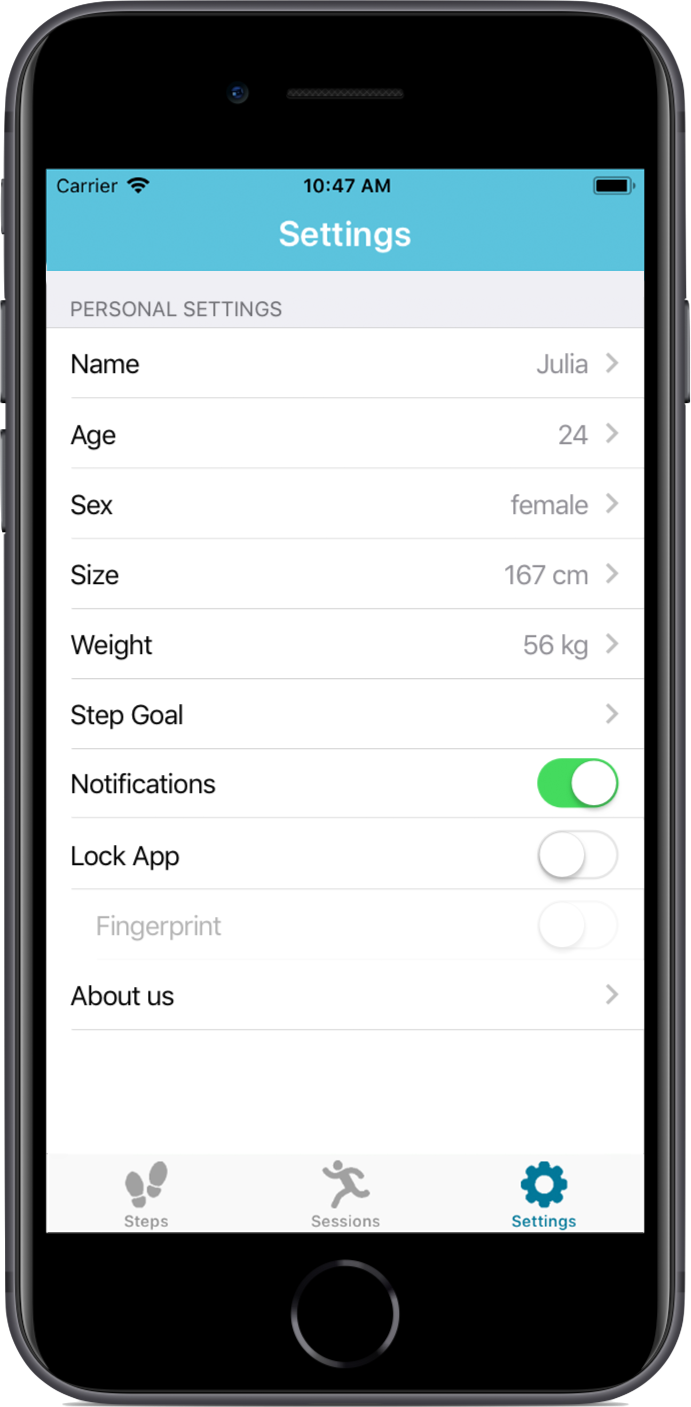 Carrier 10:47 AM
Settings
PERSONAL SETTINGS
Name Julia
Age 24
Sex female
Size 167 cm
Weight 56 kg
Step Goal
Notifications
Lock App
Fingerprint
About us
Steps Sessions Settings